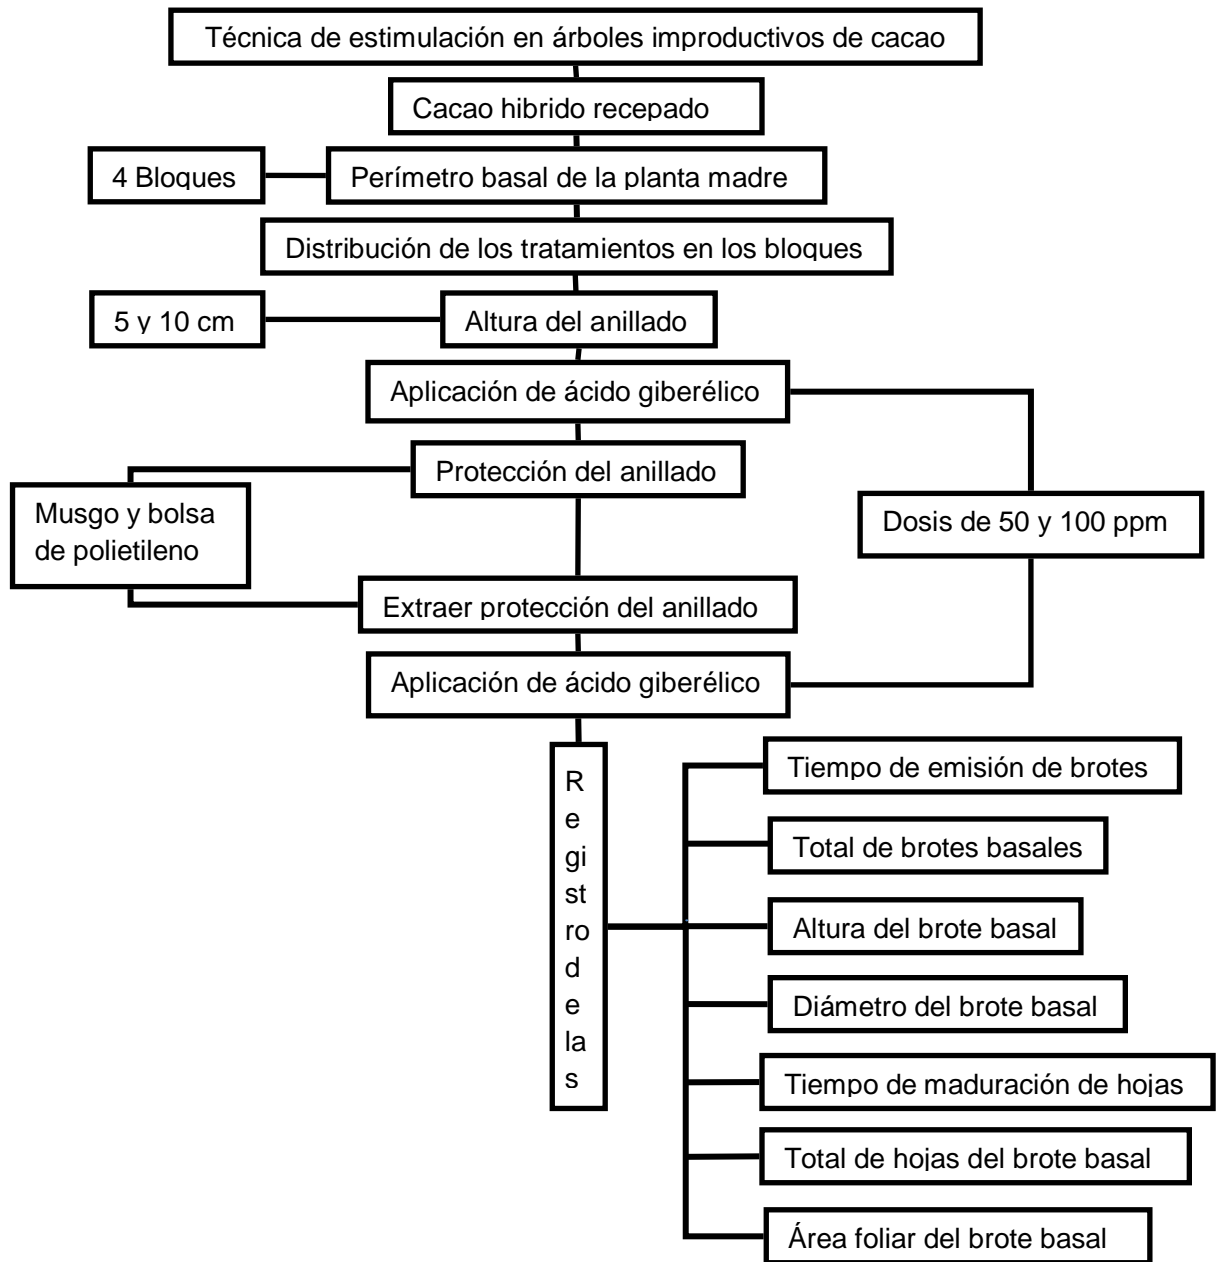 Técnica de estimulación en árboles improductivos de cacao
Cacao hibrido recepado
4 Bloques
Perímetro basal de la planta madre
Distribución de los tratamientos en los bloques
5 y 10 cm
Altura del anillado
Aplicación de ácido giberélico
Protección del anillado
Musgo y bolsa
de polietileno
Dosis de 50 y 100 ppm
Extraer protección del anillado
Aplicación de ácido giberélico
R
e
gi
st
ro
d
e
la
s
Tiempo de emisión de brotes
Total de brotes basales
Altura del brote basal
Diámetro del brote basal
Tiempo de maduración de hojas
Total de hojas del brote basal
Área foliar del brote basal